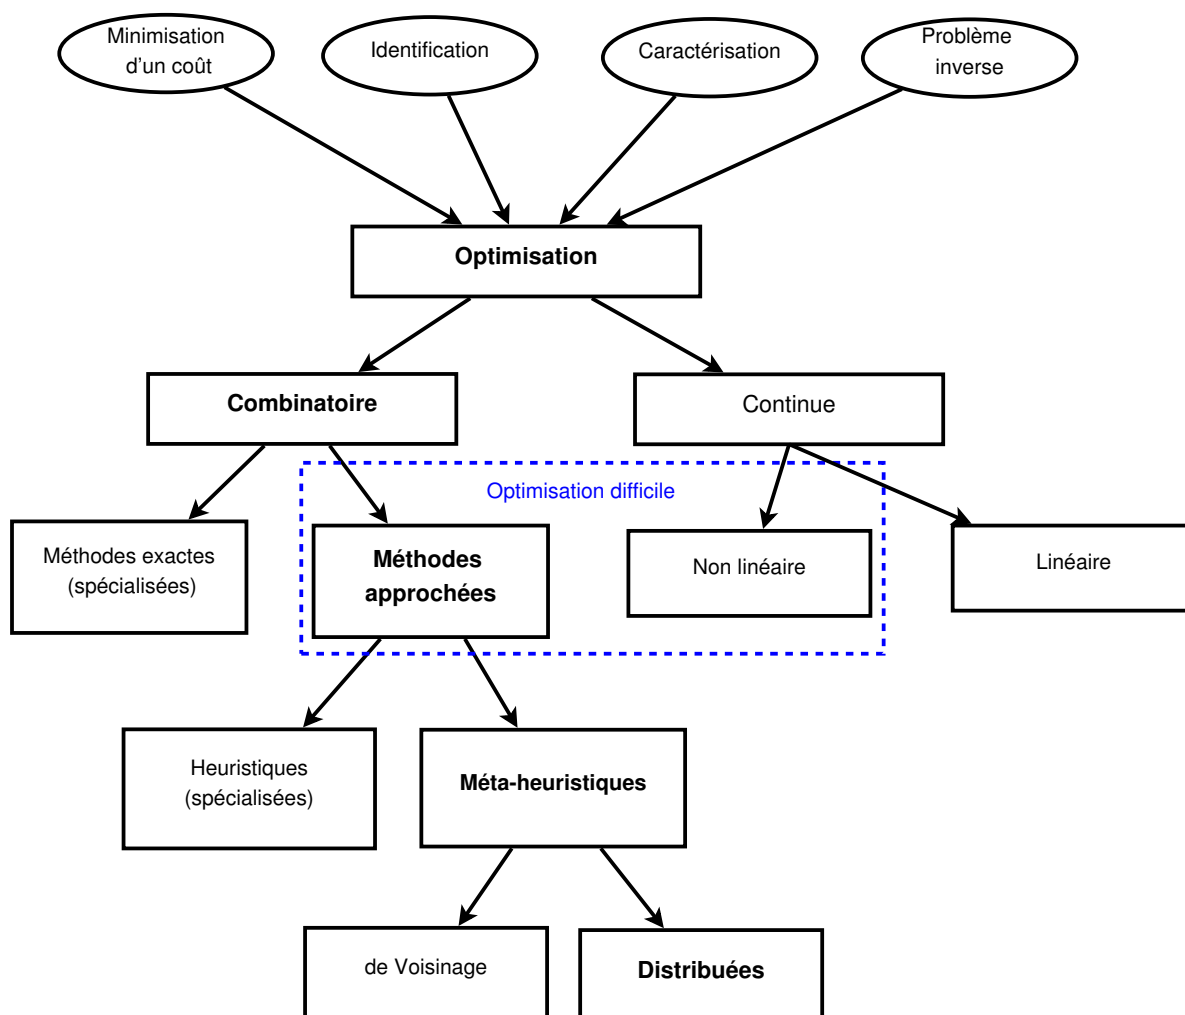 Minimisation
d'un coût
Identification
Caractérisation
Problème
inverse
Optimisation
Combinatoire
Continue
Optimisation difficile
Méthodes exactes
(spécialisées)
Méthodes
approchées
Non linéaire
Linéaire
Heuristiques
(spécialisées)
Méta-heuristiques
de Voisinage
Distribuées